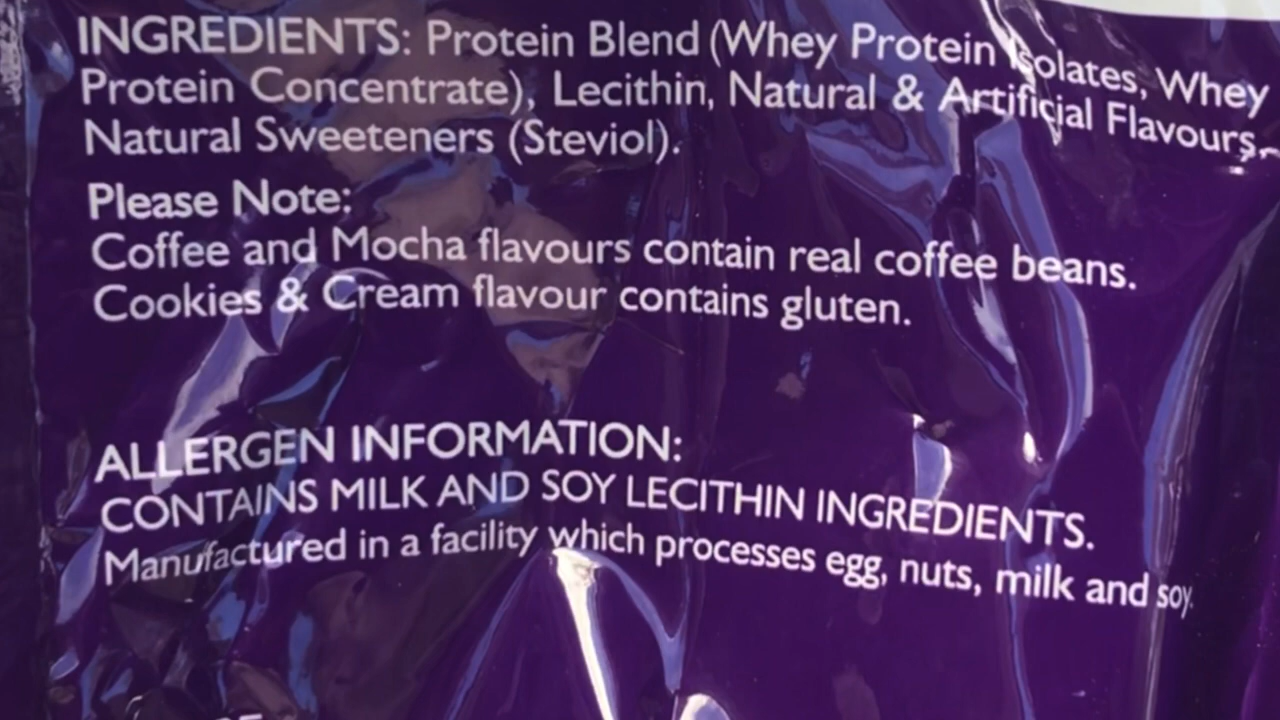 INGREDIENTS: Protein Blend (Whey Protein Isolates, Whey
Protein Concentrate), Lecithin, Natural & Artificial Flavours,
Natural Sweeteners (Steviol).
Please Note:
Coffee and Mocha flavours contain real coffee beans.
Cookies & Cream flavour contains gluten.
ALLERGEN INFORMATION:
CONTAINS MILK AND SOY LECITHIN INGREDIENTS.
Manufactured in a facility which processes egg, nuts, milk and soy.